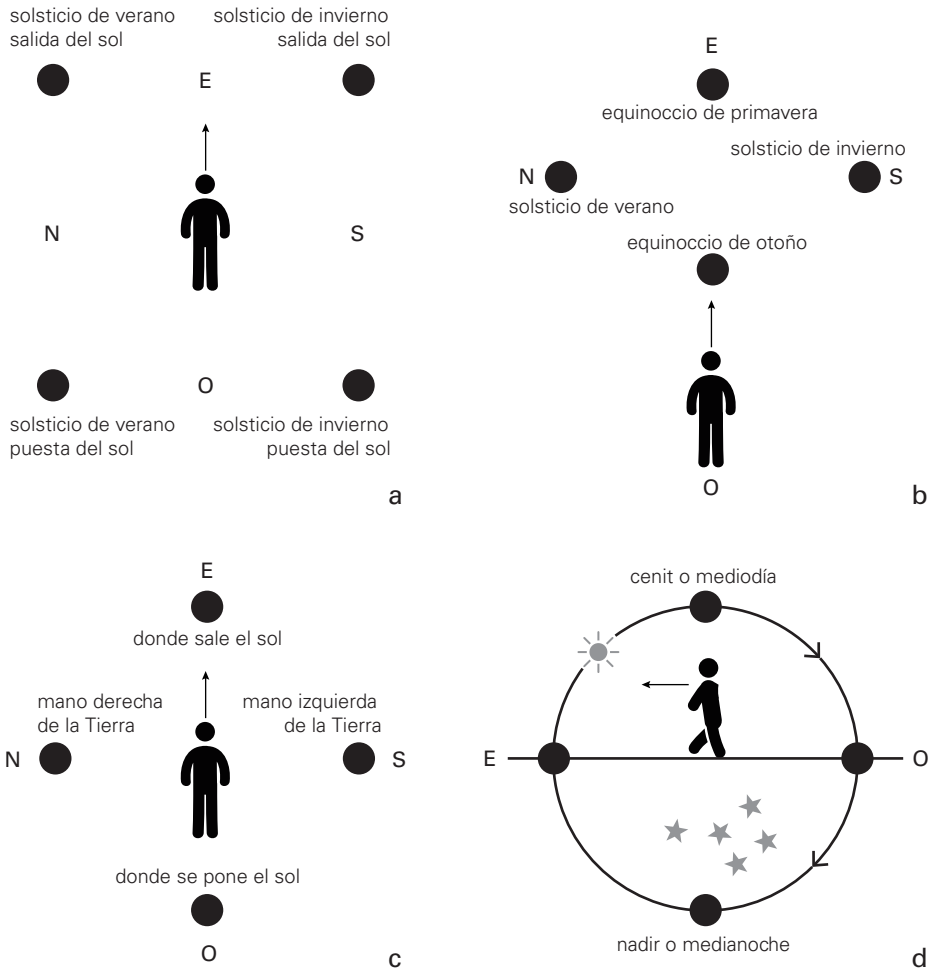 solsticio de verano
salida del sol
solsticio de invierno
salida del sol
E
N
S
O
solsticio de verano
puesta del sol
solsticio de invierno
puesta del sol
a
E
equinoccio de primavera
solsticio de invierno
N
S
solsticio de verano
equinoccio de otoño
O
b
E
donde sale el sol
mano derecha
de la Tierra
mano izquierda
de la Tierra
N
S
donde se pone el sol
O
c
cenit o mediodía
E
O
nadir o medianoche
d